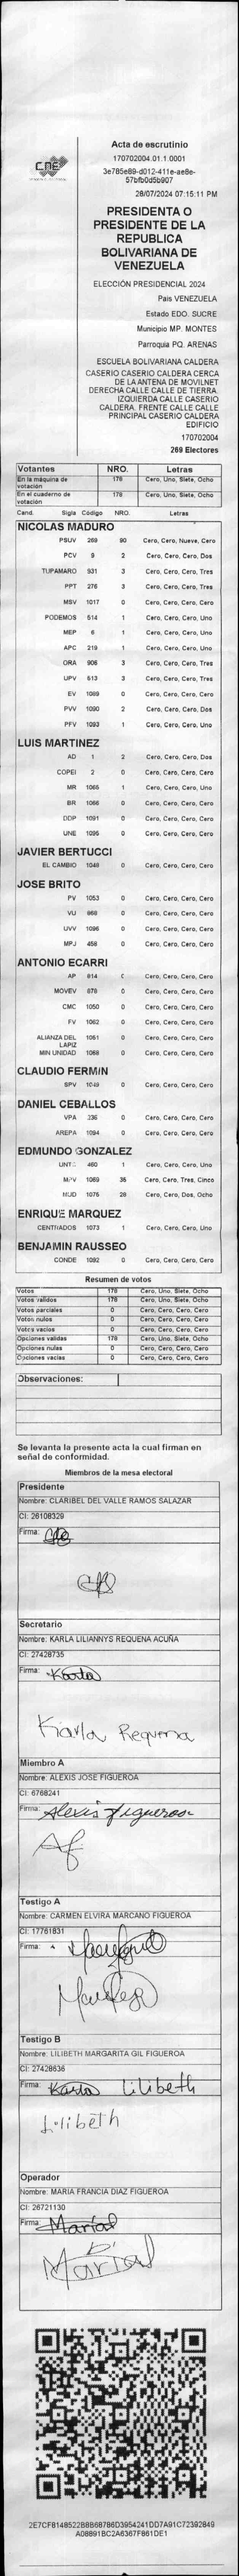 CNE
Acta de escrutinio
170702004.01.1.0001
3e785e89-d012-411e-ae8e-
57bfb0d5b907
28/07/2024 07:15:11 PM
PRESIDENTA O
PRESIDENTE DE LA
REPUBLICA
BOLIVARIANA DE
VENEZUELA
ELECCIÓN PRESIDENCIAL 2024
Pais VENEZUELA
Estado EDO. SUCRE
Municipio MP. MONTES
Parroquia PQ. ARENAS
ESCUELA BOLIVARIANA CALDERA
CASERIO CASERIO CALDERA CERCA
DE LA ANTENA DE MOVILNET
DERECHA CALLE CALLE DE TIERRA.
IZQUIERDA CALLE CASERIO
CALDERA. FRENTE CALLE CALLE
PRINCIPAL CASERIO CALDERA
EDIFICIO
170702004
269 Electores
Votantes NRO. Letras
En la máquina de votación 178 Cero, Uno, Siete, Ocho
En el cuaderno de votación 178 Cero, Uno, Siete, Ocho
Cand. Sigla Código NRO. Letras
NICOLAS MADURO
PSUV 269 90 Cero, Cero, Nueve, Cero
PCV 9 2 Cero, Cero, Cero, Dos
TUPAMARO 931 3 Cero, Cero, Cero, Tres
PPT 276 3 Cero, Cero, Cero, Tres
MSV 1017 0 Cero, Cero, Cero, Cero
PODEMOS 514 1 Cero, Cero, Cero, Uno
MEP 6 1 Cero, Cero, Cero, Uno
APC 219 1 Cero, Cero, Cero, Uno
ORA 906 3 Cero, Cero, Cero, Tres
UPV 613 3 Cero, Cero, Cero, Tres
EV 1089 0 Cero, Cero, Cero, Cero
PVV 1090 2 Cero, Cero, Cero, Dos
PFV 1093 1 Cero, Cero, Cero, Uno
LUIS MARTINEZ
AD 1 2 Cero, Cero, Cero, Dos
COPEI 2 0 Cero, Cero, Cero, Cero
MR 1065 1 Cero, Cero, Cero, Uno
BR 1066 0 Cero, Cero, Cero, Cero
DDP 1091 0 Cero, Cero, Cero, Cero
UNE 1095 0 Cero, Cero, Cero, Cero
JAVIER BERTUCCI
EL CAMBIO 1048 0 Cero, Cero, Cero, Cero
JOSE BRITO
PV 1053 0 Cero, Cero, Cero, Cero
VU 968 0 Cero, Cero, Cero, Cero
UVV 1096 0 Cero, Cero, Cero, Cero
MPJ 458 0 Cero, Cero, Cero, Cero
ANTONIO ECARRI
AP 814 0 Cero, Cero, Cero, Cero
MOVEV 878 0 Cero, Cero, Cero, Cero
CMC 1050 0 Cero, Cero, Cero, Cero
FV 1062 0 Cero, Cero, Cero, Cero
ALIANZA DEL LAPIZ 1051 0 Cero, Cero, Cero, Cero
MIN UNIDAD 1068 0 Cero, Cero, Cero, Cero
CLAUDIO FERMIN
SPV 1049 0 Cero, Cero, Cero, Cero
DANIEL CEBALLOS
VPA 236 0 Cero, Cero, Cero, Cero
AREPA 1094 0 Cero, Cero, Cero, Cero
EDMUNDO GONZALEZ
UNTC 460 1 Cero, Cero, Cero, Uno
MPV 1069 35 Cero, Cero, Tres, Cinco
MUD 1075 28 Cero, Cero, Dos, Ocho
ENRIQUE MARQUEZ
CENTRADOS 1073 1 Cero, Cero, Cero, Uno
BENJAMIN RAUSSEO
CONDE 1092 0 Cero, Cero, Cero, Cero
Resumen de votos
Votos 178 Cero, Uno, Siete, Ocho
Votos validos 178 Cero, Uno, Siete, Ocho
Votos parciales 0 Cero, Cero, Cero, Cero
Votos nulos 0 Cero, Cero, Cero, Cero
Votos vacios 0 Cero, Cero, Cero, Cero
Opciones validas 178 Cero, Uno, Siete, Ocho
Opciones nulas 0 Cero, Cero, Cero, Cero
Opciones vacias 0 Cero, Cero, Cero, Cero
Observaciones:
Se levanta la presente acta la cual firman en
señal de conformidad.
Miembros de la mesa electoral
Presidente
Nombre: CLARIBEL DEL VALLE RAMOS SALAZAR
CI: 26108329
Firma:
Secretario
Nombre: KARLA LILIANNYS REQUENA ACUÑA
CI: 27428735
Firma: Karla
Karla Requena
Miembro A
Nombre: ALEXIS JOSE FIGUEROA
CI: 6768241
Firma: Alexis Figueroa
AF
Testigo A
Nombre: CARMEN ELVIRA MARCANO FIGUEROA
CI: 17761831
Firma:
Testigo B
Nombre: LILIBETH MARGARITA GIL FIGUEROA
CI: 27428636
Firma: Karla Lilibeth
Lilibeth
Operador
Nombre: MARIA FRANCIA DIAZ FIGUEROA
CI: 26721130
Firma:
2E7CF8148522B8B68786D3954241DD7A91C72392849
A08891BC2A6367F861DE1